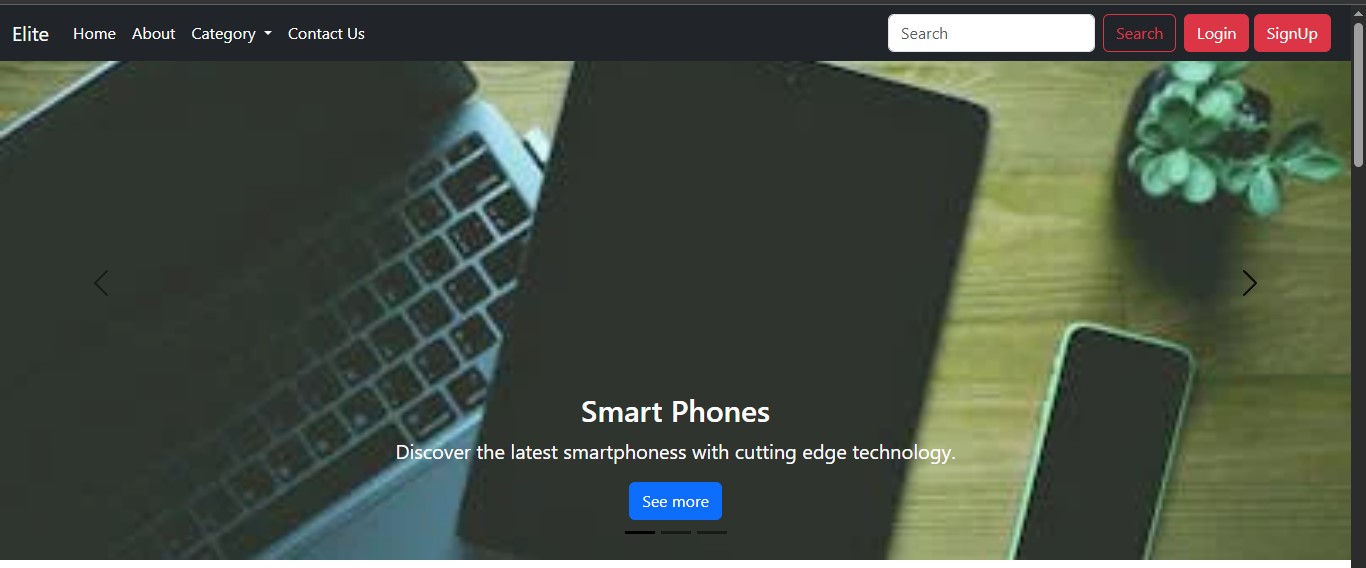 Elite Home About Category Contact Us Search Search Login SignUp
Smart Phones
Discover the latest smartphoness with cutting edge technology.
See more